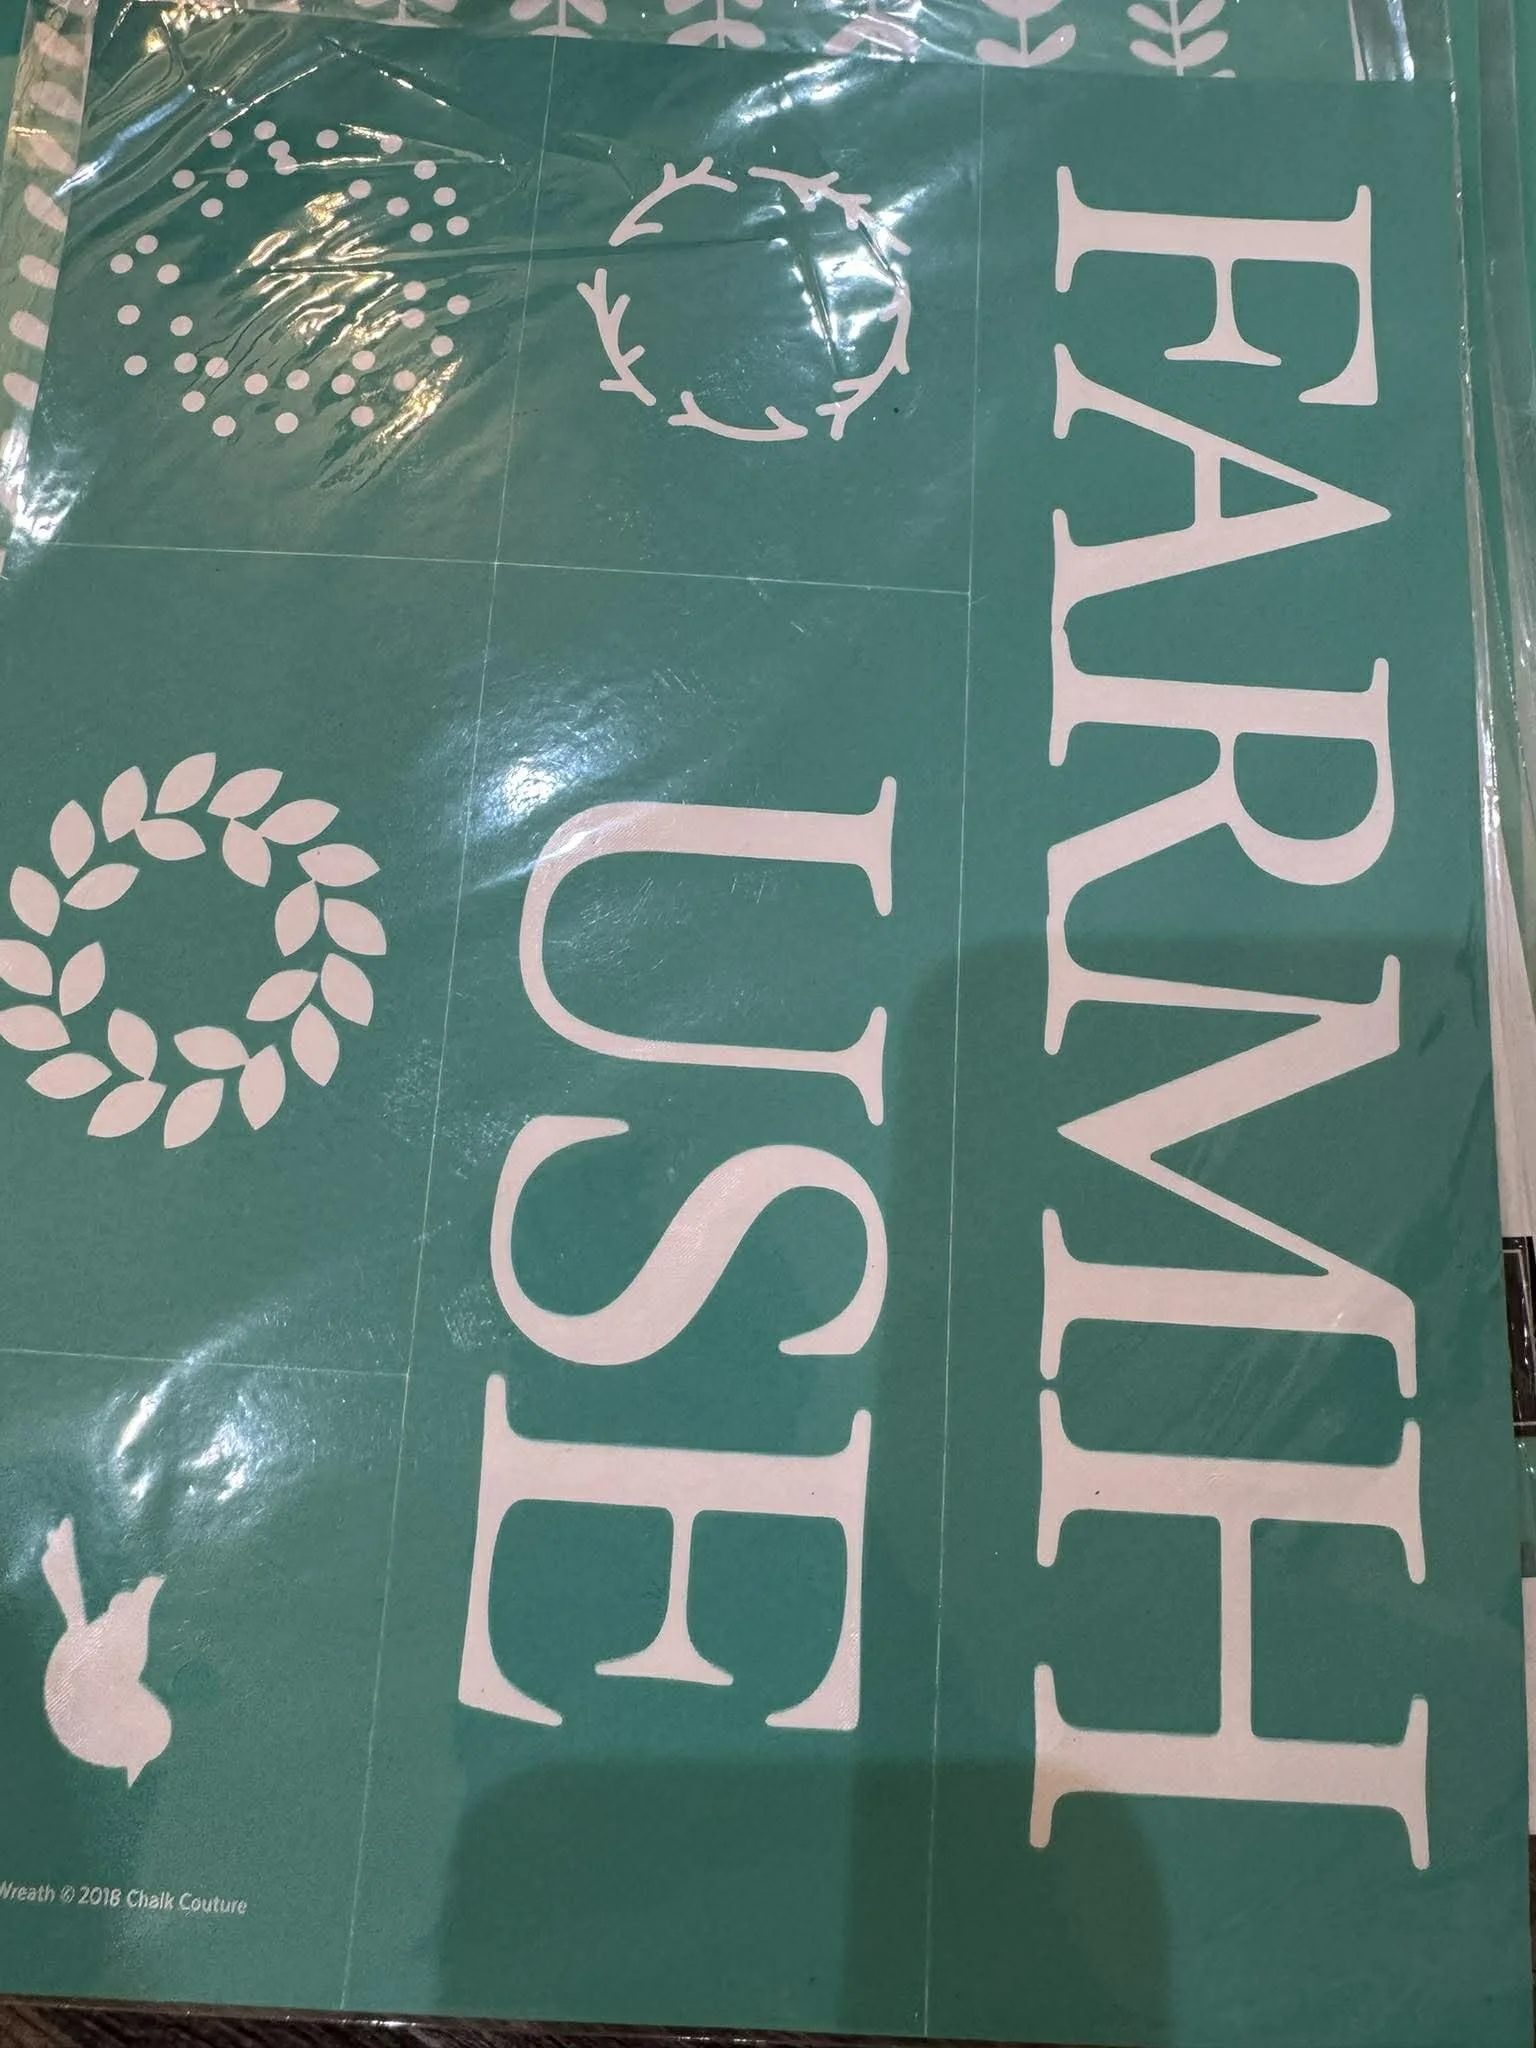 FARMH
USE
Wreath © 2018 Chalk Couture